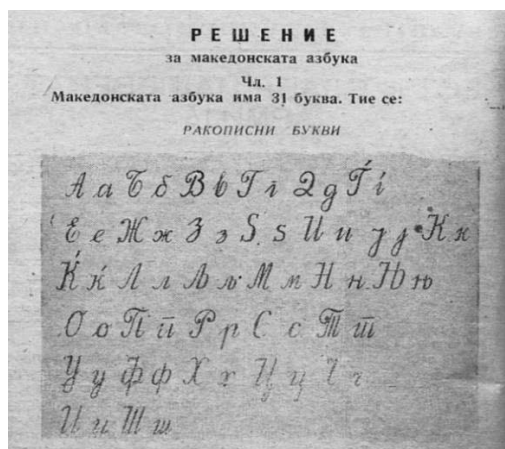 РЕШЕНИЕ
за македонската азбука
Чл. 1
Македонската азбука има 31 буква. Тие се:
РАКОПИСНИ БУКВИ
А а Б б В в Г г Д д Ѓ ѓ
Е е Ж ж З з Ѕ ѕ И и Ј ј К к
Ќ ќ Л л Љ љ М м Н н Њ њ
О о П п Р р С с Т т
У у Ф ф Х х Ц ц Ч ч
Џ џ Ш ш